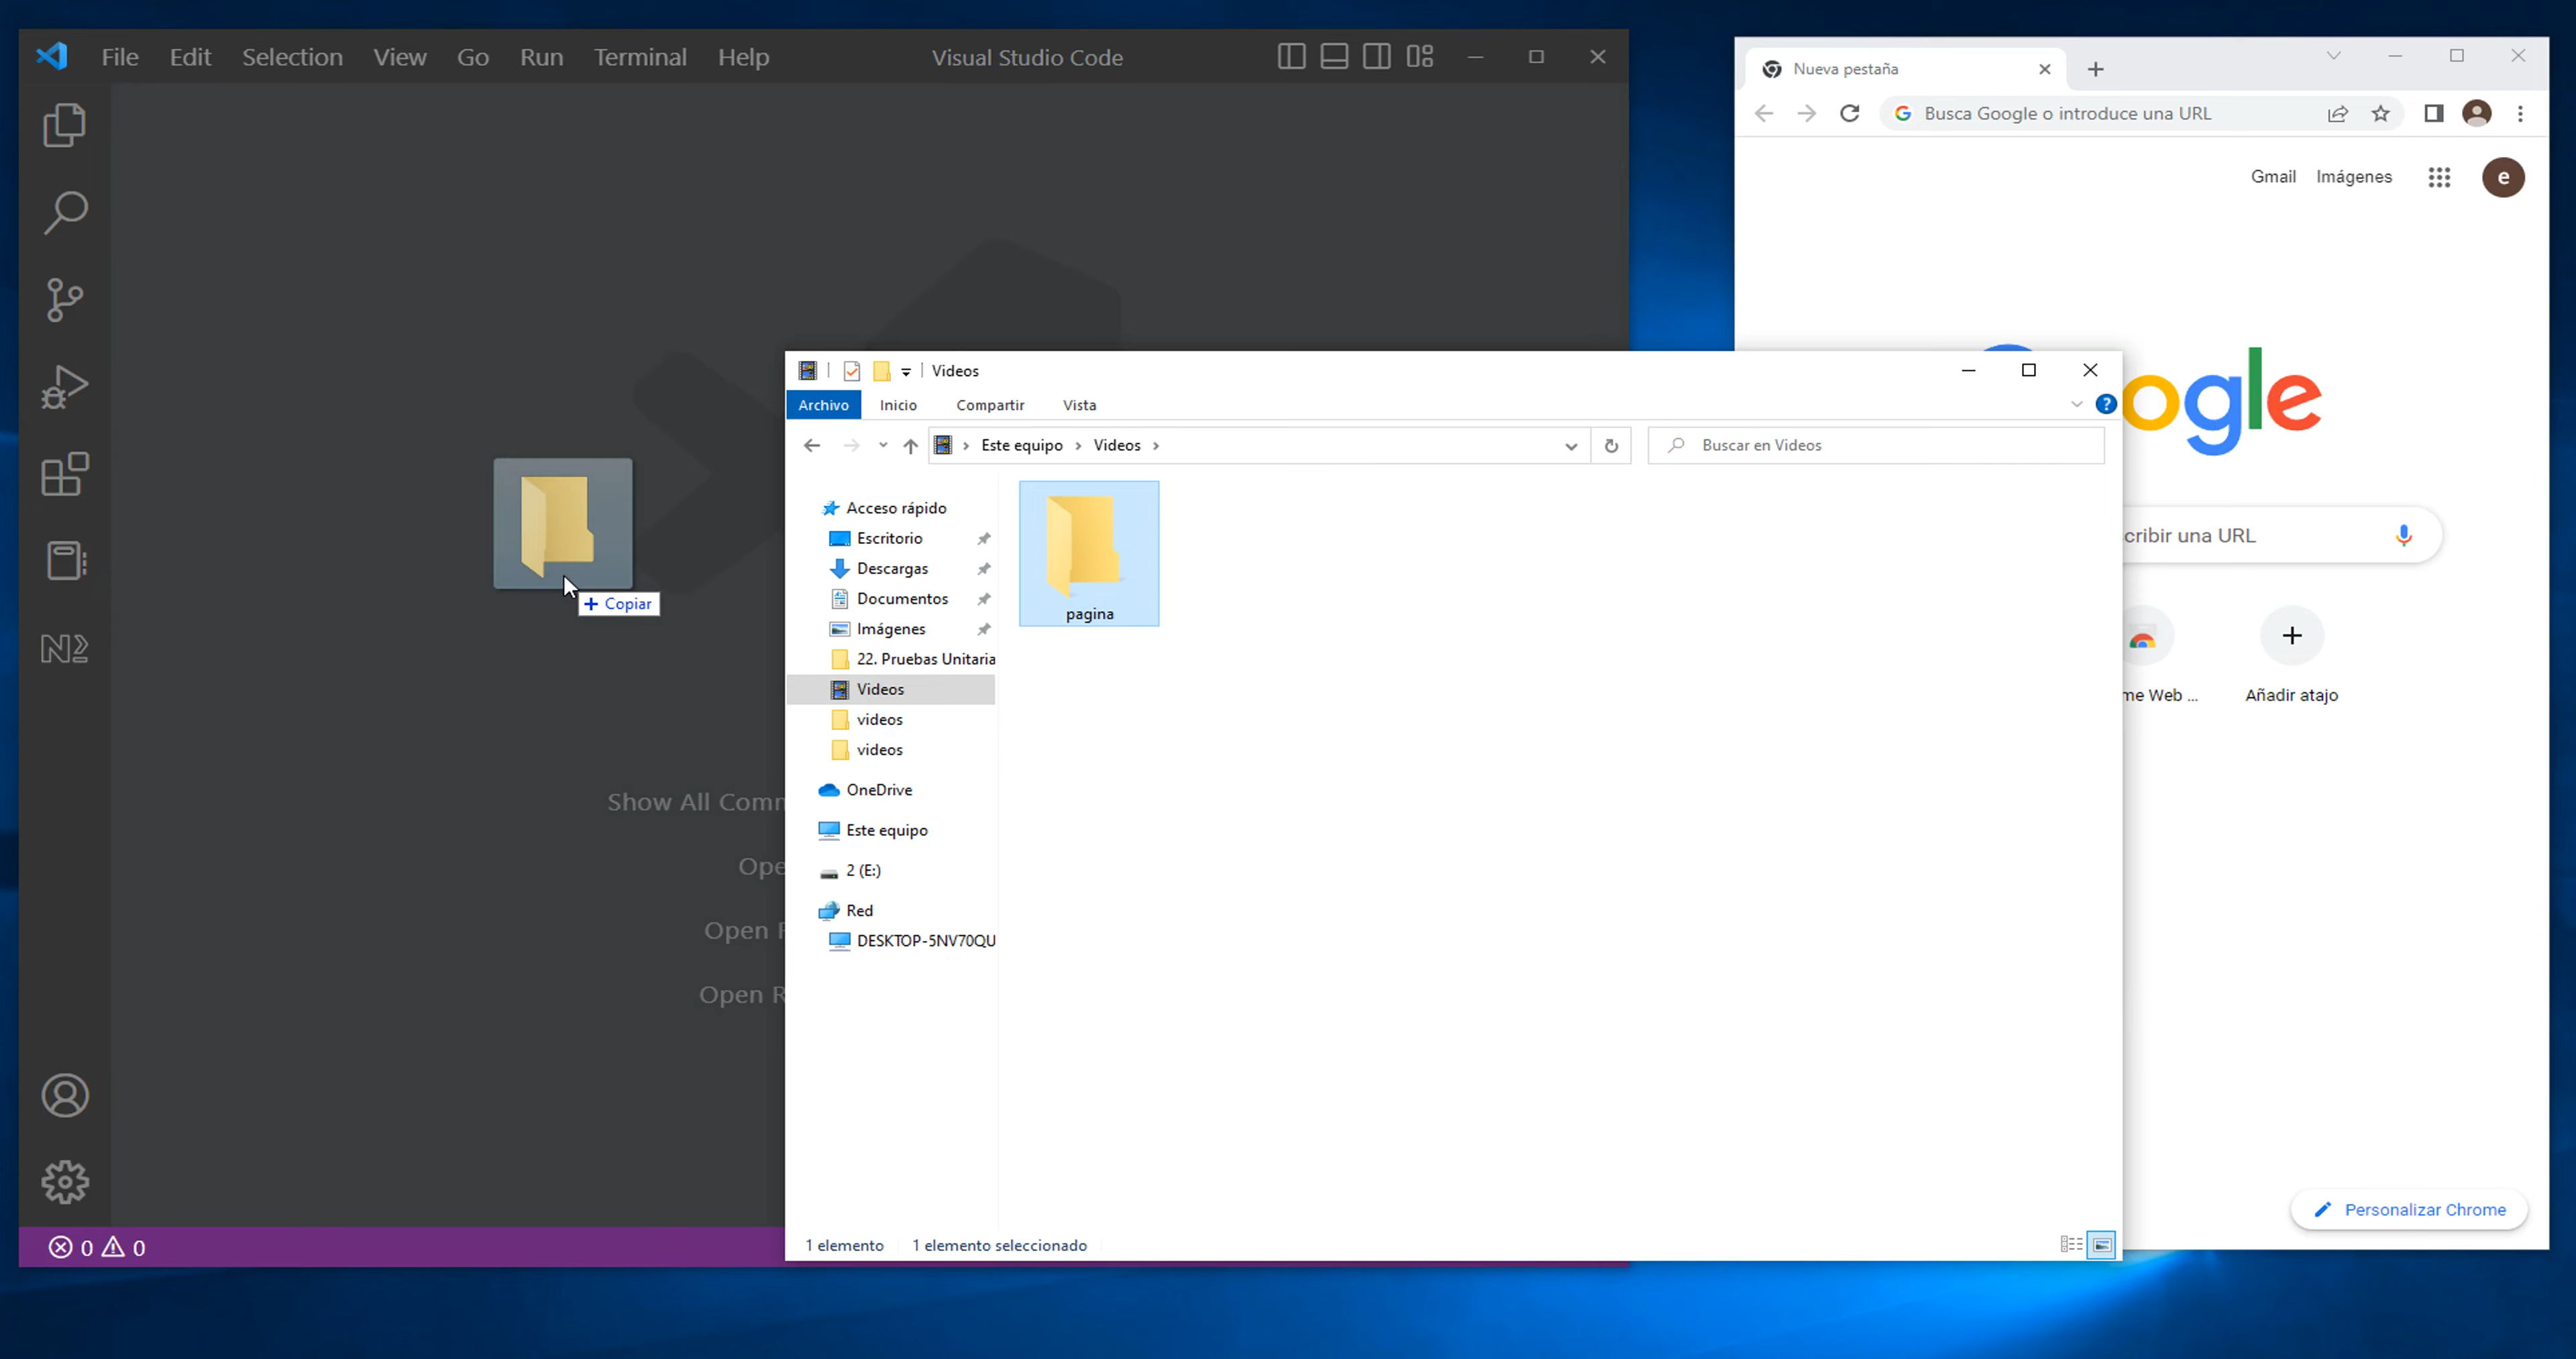 File Edit Selection View Go Run Terminal Help
Visual Studio Code
Show All Comm
Ope
Open F
Open R
0 0
Copiar
Videos
Archivo Inicio Compartir Vista
Este equipo Videos
Buscar en Videos
Acceso rápido
Escritorio
Descargas
Documentos
Imágenes
22. Pruebas Unitaria
Videos
videos
videos
OneDrive
Este equipo
2 (E:)
Red
DESKTOP-5NV70QU
pagina
1 elemento 1 elemento seleccionado
Nueva pestaña
Busca Google o introduce una URL
Gmail Imágenes
e
ogle
cribir una URL
me Web ...
Añadir atajo
Personalizar Chrome